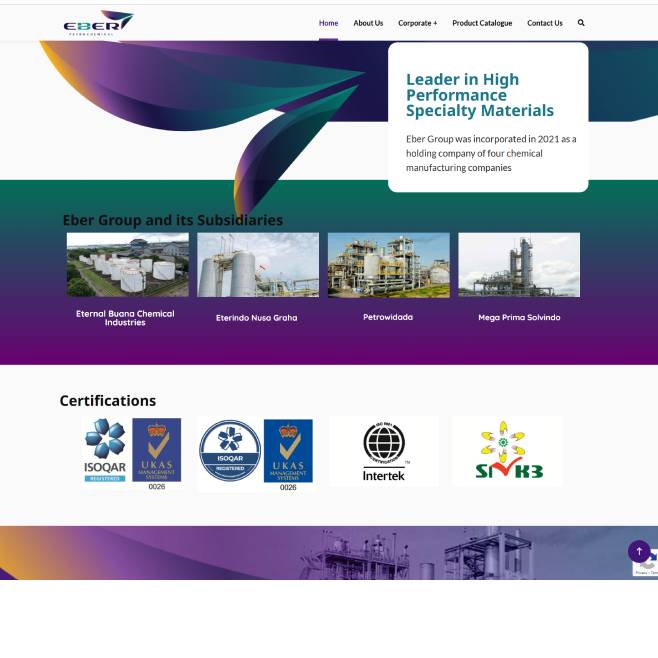 EBER
PETROCHEMICAL
Home
About Us
Corporate +
Product Catalogue
Contact Us
Leader in High
Performance
Specialty Materials
Eber Group was incorporated in 2021 as a
holding company of four chemical
manufacturing companies
Eber Group and its Subsidiaries
Eternal Buana Chemical
Industries
Eterindo Nusa Graha
Petrowidada
Mega Prima Solvindo
Certifications
ISOQAR
REGISTERED
UKAS
MANAGEMENT
SYSTEMS
0026
ISOQAR
REGISTERED
UKAS
MANAGEMENT
SYSTEMS
0026
ISO 9001
Intertek
TM
SMK3